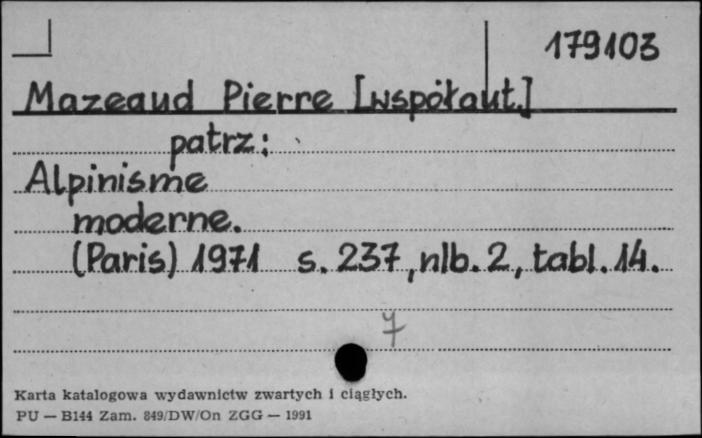 179103
Mazeaud Pierre [współaut.]
patrz:
Alpinisme
moderne.
(Paris) 1971 s. 237, nlb. 2, tabl. 14.
7
Karta katalogowa wydawnictw zwartych i ciągłych.
PU — B144 Zam. 849/DW/On ZGG — 1991